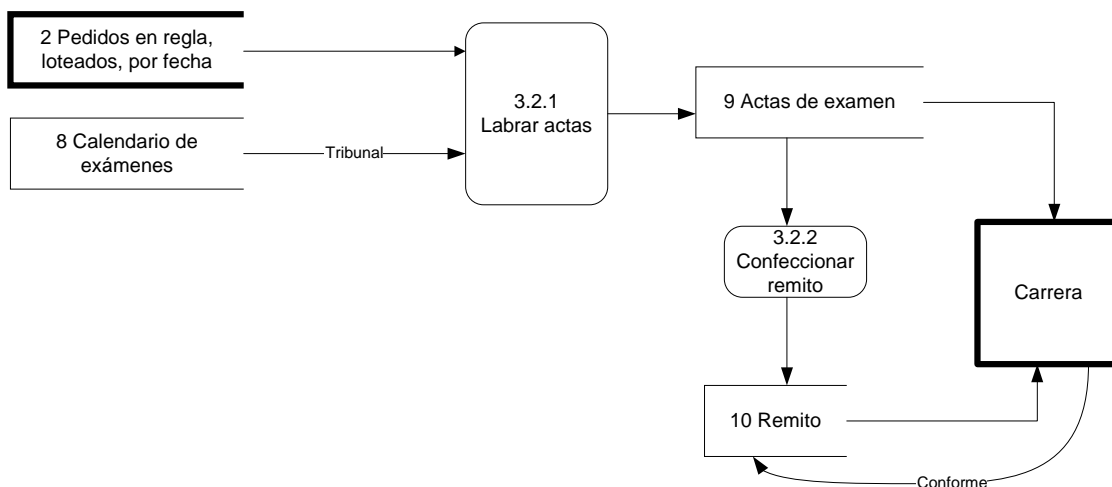 2 Pedidos en regla,
loteados, por fecha
8 Calendario de
exámenes
Tribunal
3.2.1
Labrar actas
9 Actas de examen
3.2.2
Confeccionar
remito
Carrera
10 Remito
Conforme